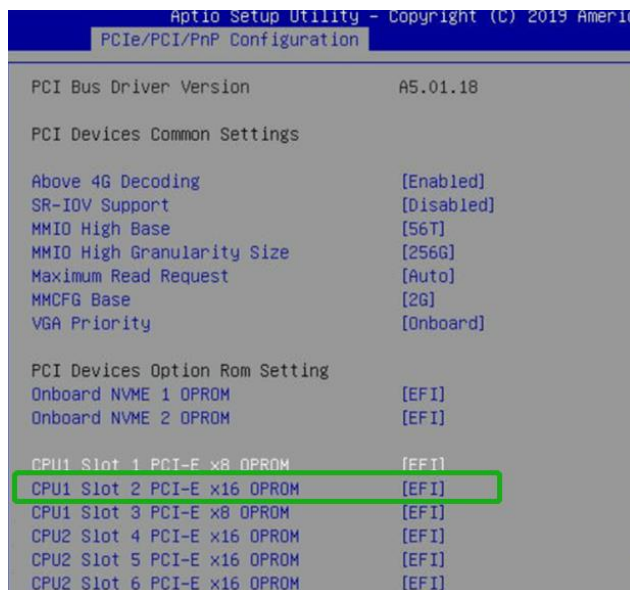 Aptio Setup Utility – Copyright (C) 2019 Ameri
PCIe/PCI/PnP Configuration
PCI Bus Driver Version A5.01.18
PCI Devices Common Settings
Above 4G Decoding [Enabled]
SR-IOV Support [Disabled]
MMIO High Base [56T]
MMIO High Granularity Size [256G]
Maximum Read Request [Auto]
MMCFG Base [2G]
VGA Priority [Onboard]
PCI Devices Option Rom Setting
Onboard NVME 1 OPROM [EFI]
Onboard NVME 2 OPROM [EFI]
CPU1 Slot 1 PCI-E x8 OPROM [EFI]
CPU1 Slot 2 PCI-E x16 OPROM [EFI]
CPU1 Slot 3 PCI-E x8 OPROM [EFI]
CPU2 Slot 4 PCI-E x16 OPROM [EFI]
CPU2 Slot 5 PCI-E x16 OPROM [EFI]
CPU2 Slot 6 PCI-E x16 OPROM [EFI]